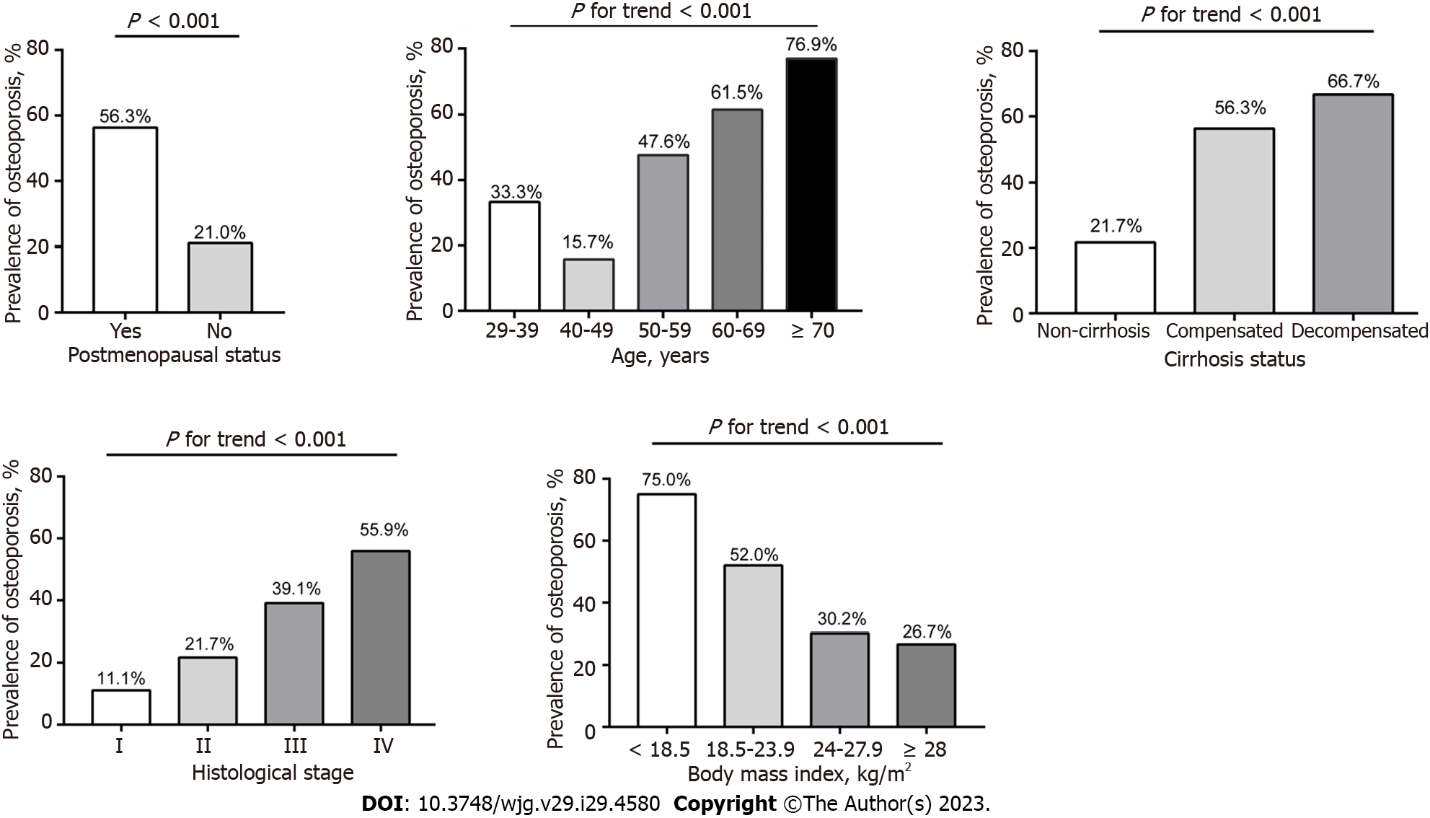 P < 0.001
Prevalence of osteoporosis, %
80
60
40
20
0
56.3%
21.0%
Yes No
Postmenopausal status
P for trend < 0.001
Prevalence of osteoporosis, %
80
60
40
20
0
33.3%
15.7%
47.6%
61.5%
76.9%
29-39 40-49 50-59 60-69 ≥ 70
Age, years
P for trend < 0.001
Prevalence of osteoporosis, %
80
60
40
20
0
21.7%
56.3%
66.7%
Non-cirrhosis Compensated Decompensated
Cirrhosis status
P for trend < 0.001
Prevalence of osteoporosis, %
80
60
40
20
0
11.1%
21.7%
39.1%
55.9%
I II III IV
Histological stage
P for trend < 0.001
Prevalence of osteoporosis, %
80
60
40
20
0
75.0%
52.0%
30.2%
26.7%
< 18.5 18.5-23.9 24-27.9 ≥ 28
Body mass index, kg/m²
DOI: 10.3748/wjg.v29.i29.4580 Copyright ©The Author(s) 2023.